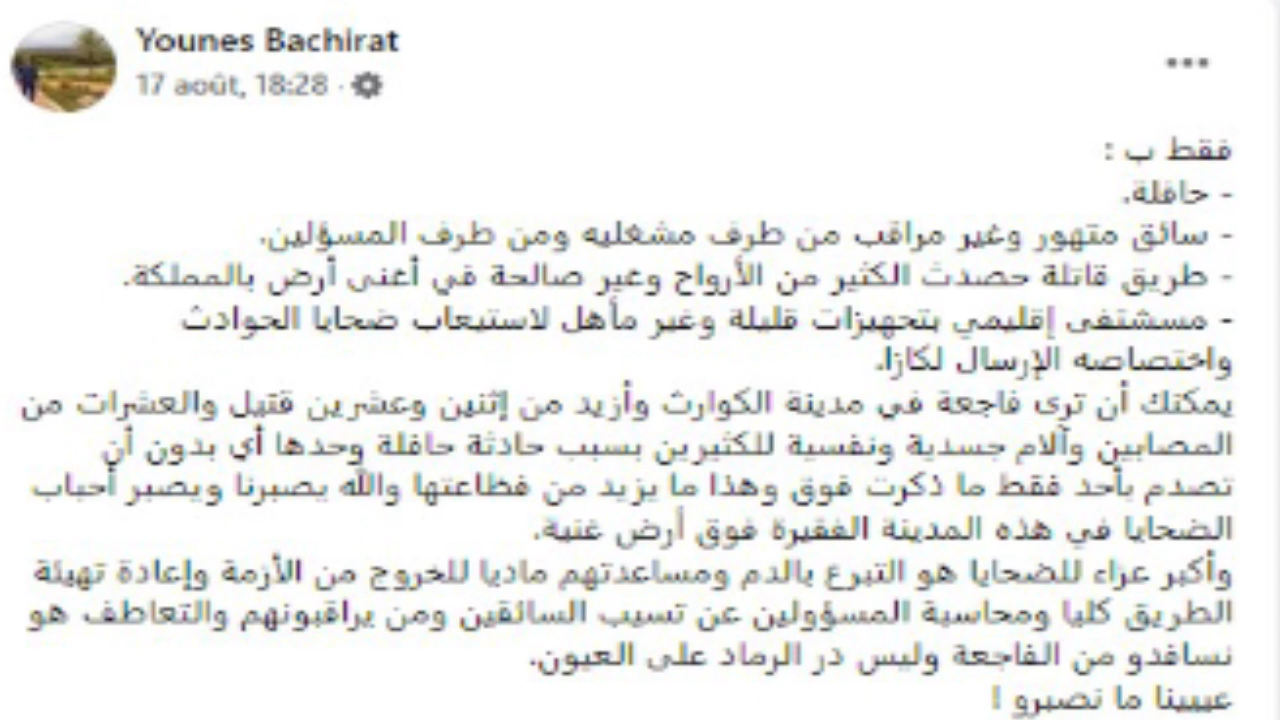 Younes Bachirat
17 août, 18:28 ·
فقط ب :
- حافلة.
- سائق متهور وغير مراقب من طرف مشغليه ومن طرف المسؤلين.
- طريق قاتلة حصدث الكثير من الأرواح وغير صالحة في أغنى أرض بالمملكة.
- مسشتفى إقليمي بتجهيزات قليلة وغير مأهل لاستيعاب ضحايا الحوادث
واختصاصه الإرسال لكازا.
يمكنك أن ترى فاجعة في مدينة الكوارث وأزيد من إثنين وعشرين قتيل والعشرات من
المصابين وآلام جسدية ونفسية للكثيرين بسبب حادثة حافلة وحدها أي بدون أن
تصدم بأحد فقط ما ذكرت فوق وهذا ما يزيد من فظاعتها والله يصبرنا ويصبر أحباب
الضحايا في هذه المدينة الفقيرة فوق أرض غنية.
وأكبر عزاء للضحايا هو التبرع بالدم ومساعدتهم ماديا للخروج من الأزمة وإعادة تهيئة
الطريق كليا ومحاسبة المسؤولين عن تسيب السائقين ومن يراقبونهم والتعاطف هو
نسافدو من الفاجعة وليس در الرماد على العيون.
عييينا ما نصبرو !